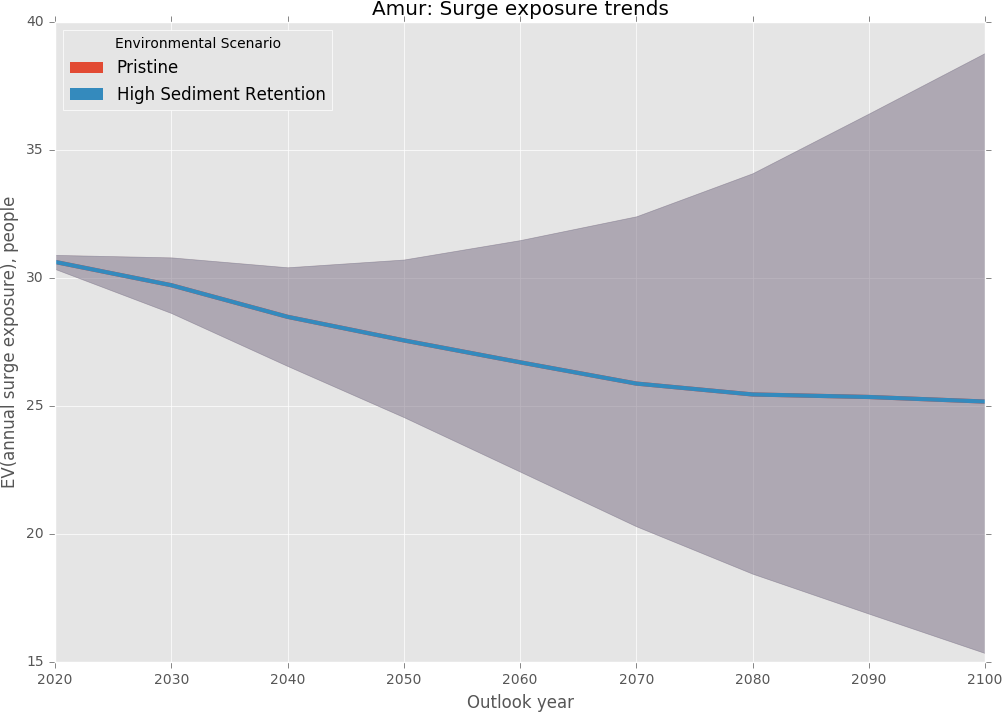 Amur: Surge exposure trends
Environmental Scenario
Pristine
High Sediment Retention
EV(annual surge exposure), people
40
35
30
25
20
15
2020 2030 2040 2050 2060 2070 2080 2090 2100
Outlook year